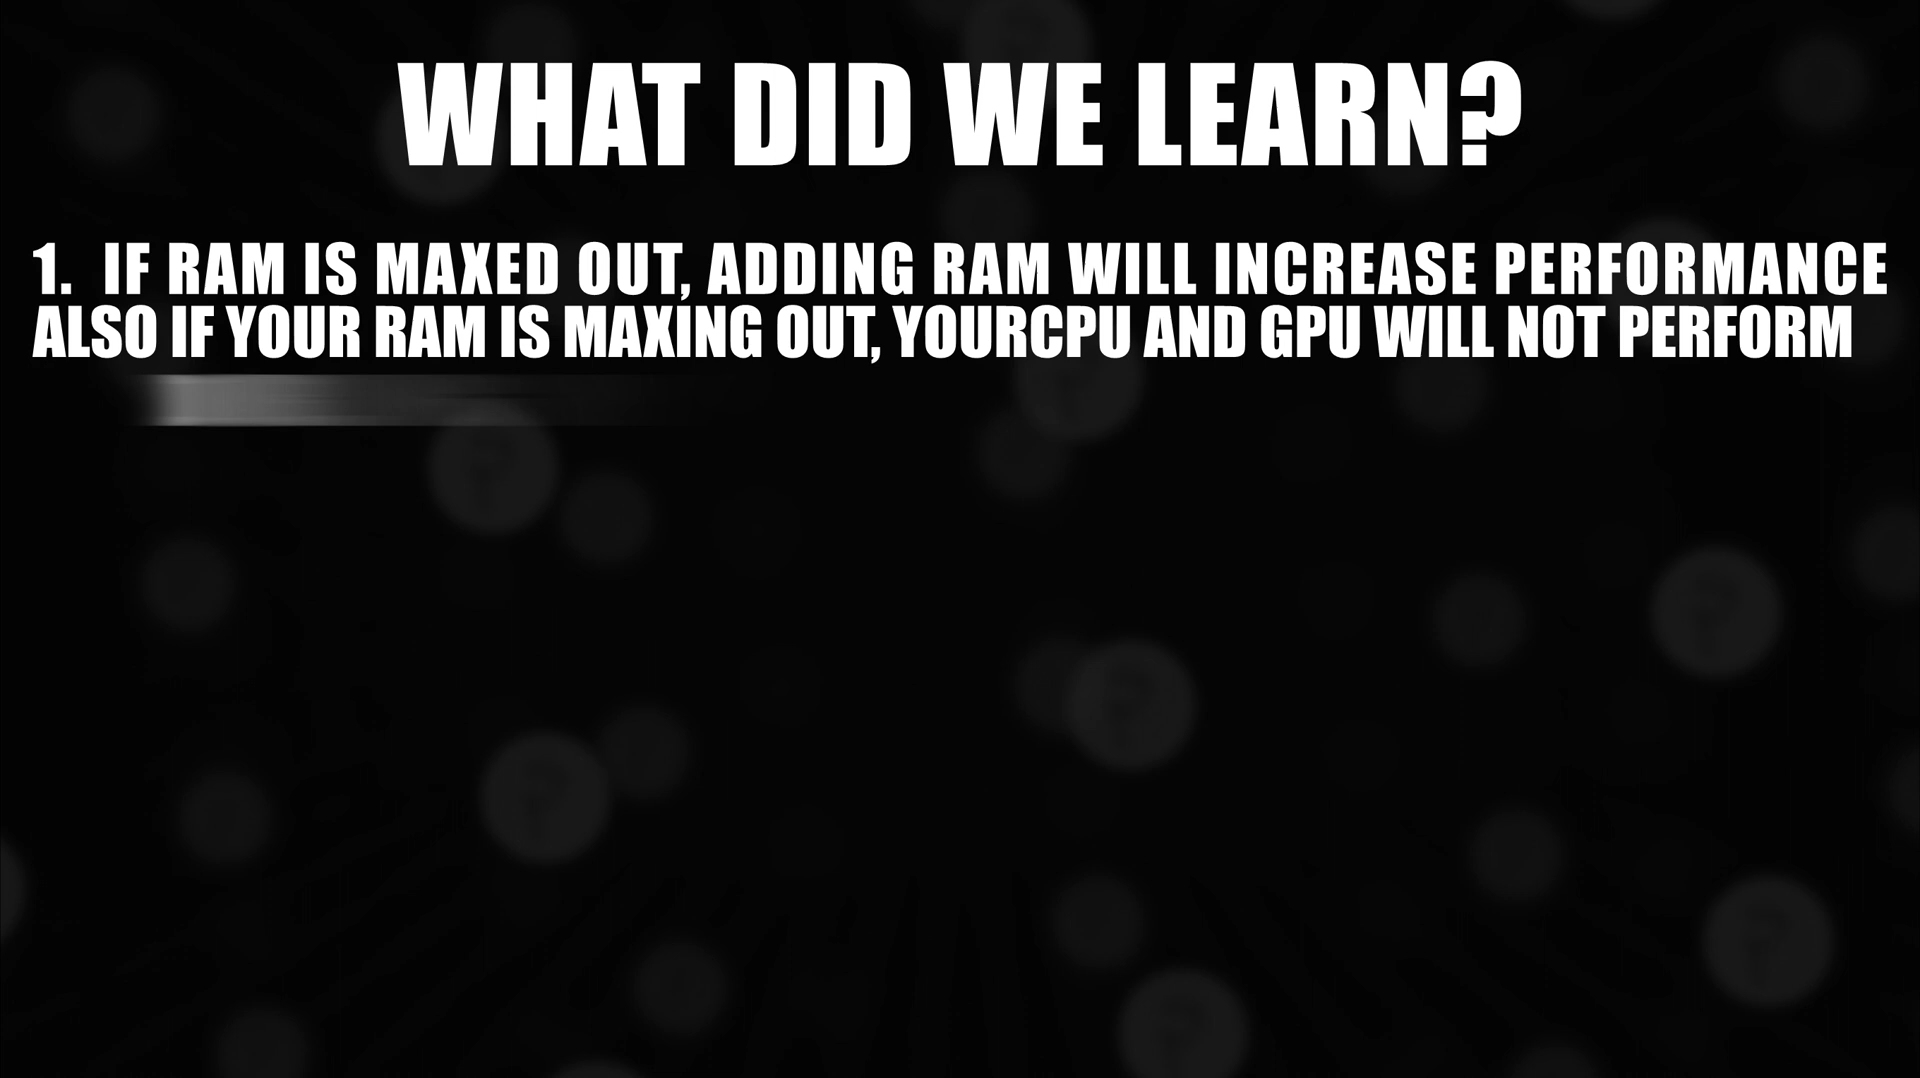 WHAT DID WE LEARN?
1. IF RAM IS MAXED OUT, ADDING RAM WILL INCREASE PERFORMANCE
ALSO IF YOUR RAM IS MAXING OUT, YOURCPU AND GPU WILL NOT PERFORM